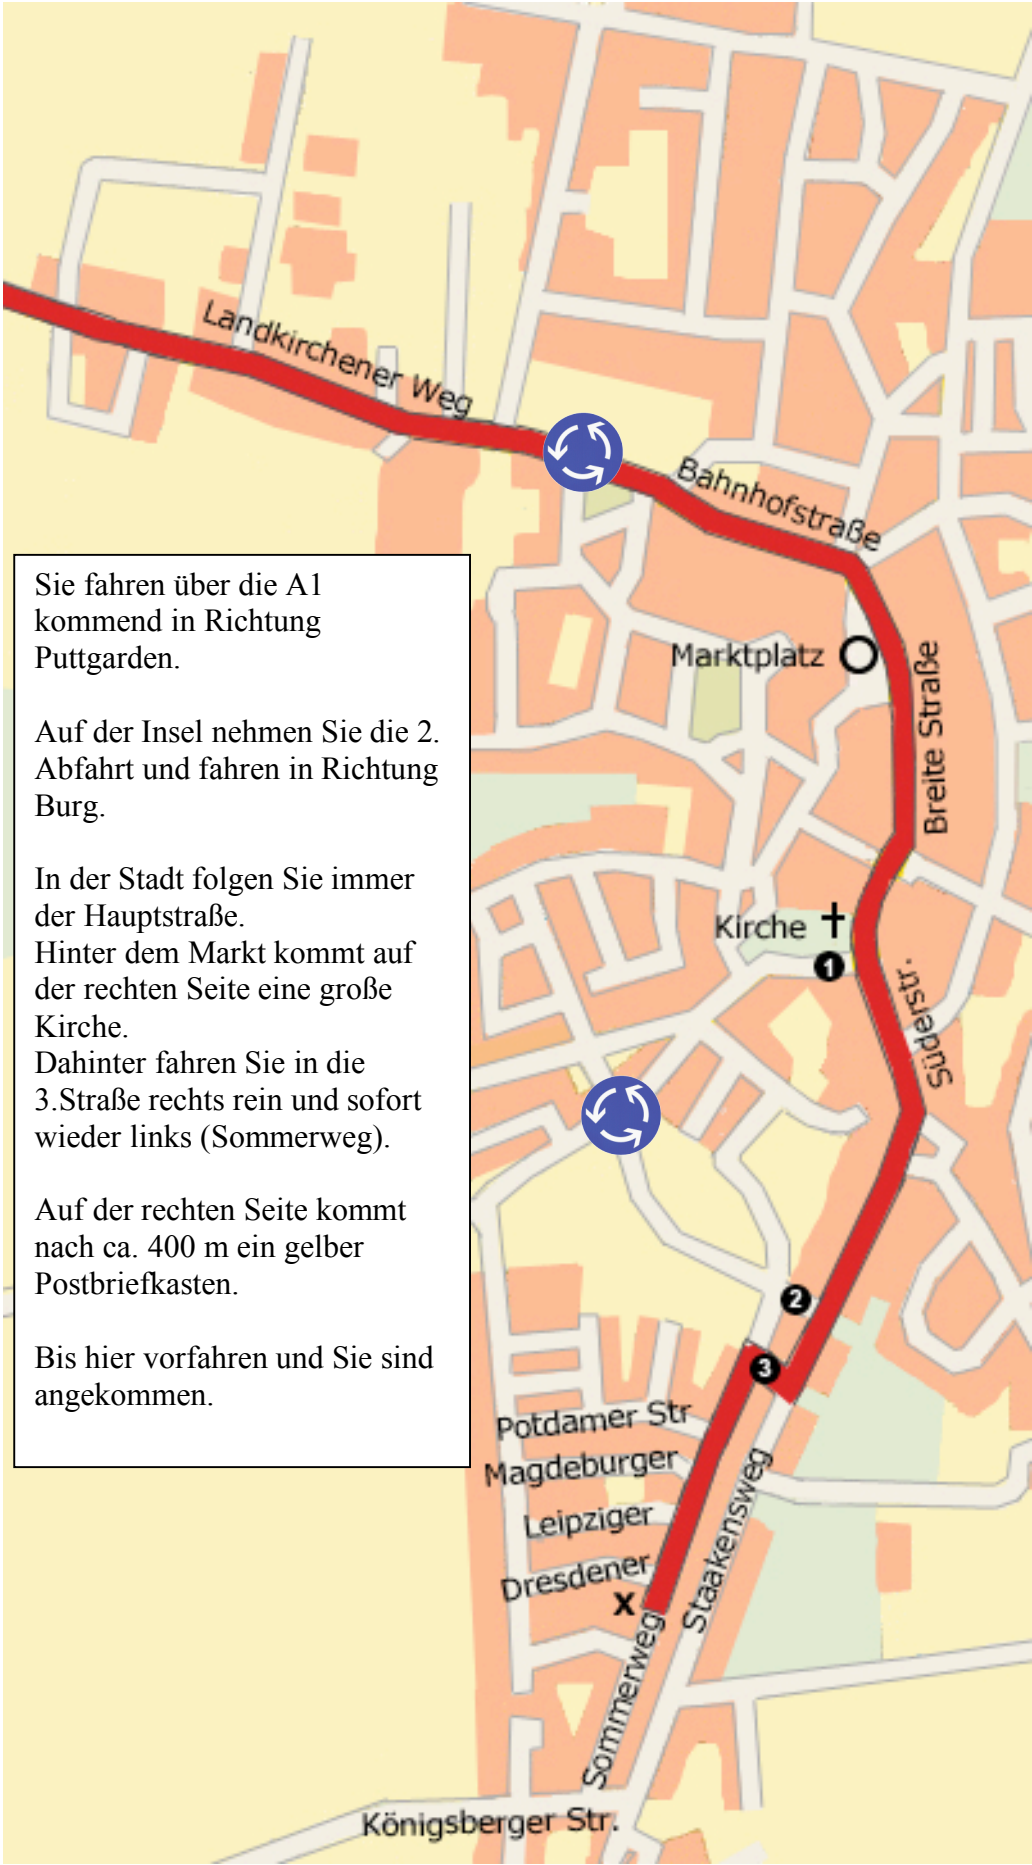 Landkirchener Weg
Bahnhofstraße
Marktplatz
Breite Straße
Kirche
1
Süderstr.
2
3
Potdamer Str
Magdeburger
Leipziger
Dresdener
X
Staakensweg
Sommerweg
Königsberger Str.
Sie fahren über die A1
kommend in Richtung
Puttgarden.
Auf der Insel nehmen Sie die 2.
Abfahrt und fahren in Richtung
Burg.
In der Stadt folgen Sie immer
der Hauptstraße.
Hinter dem Markt kommt auf
der rechten Seite eine große
Kirche.
Dahinter fahren Sie in die
3.Straße rechts rein und sofort
wieder links (Sommerweg).
Auf der rechten Seite kommt
nach ca. 400 m ein gelber
Postbriefkasten.
Bis hier vorfahren und Sie sind
angekommen.